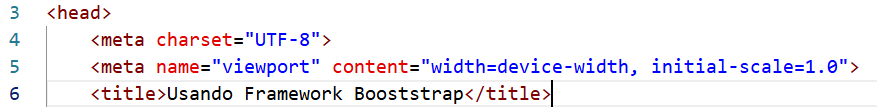 3 <head>
4 <meta charset="UTF-8">
5 <meta name="viewport" content="width=device-width, initial-scale=1.0">
6 <title>Usando Framework Booststrap</title>